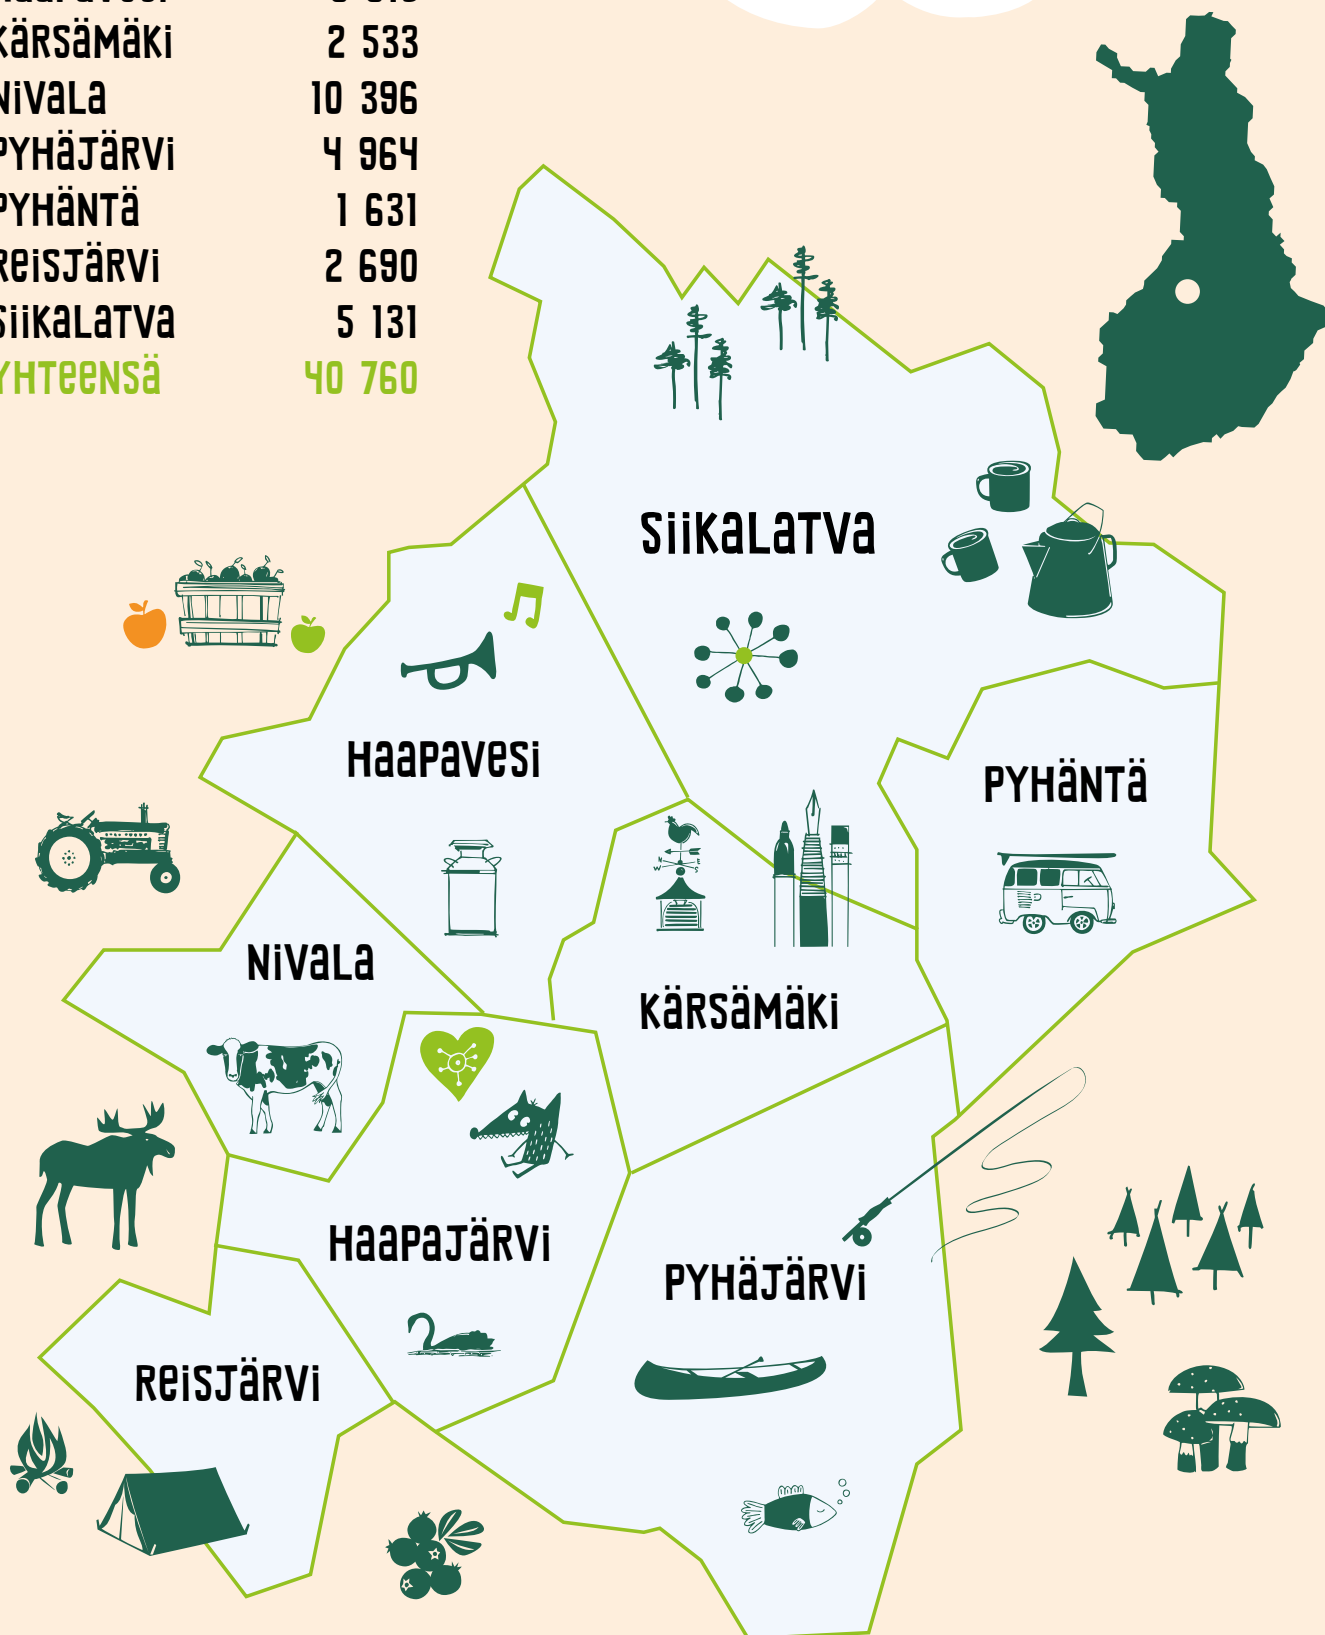 KÄRSÄMÄKI 2 533
NIVALA 10 396
PYHÄJÄRVI 4 964
PYHÄNTÄ 1 631
REISJÄRVI 2 690
SIIKALATVA 5 131
YHTEENSÄ 40 760
SIIKALATVA
HAAPAVESI
PYHÄNTÄ
N E
W S
NIVALA
KÄRSÄMÄKI
HAAPAJÄRVI
PYHÄJÄRVI
REISJÄRVI